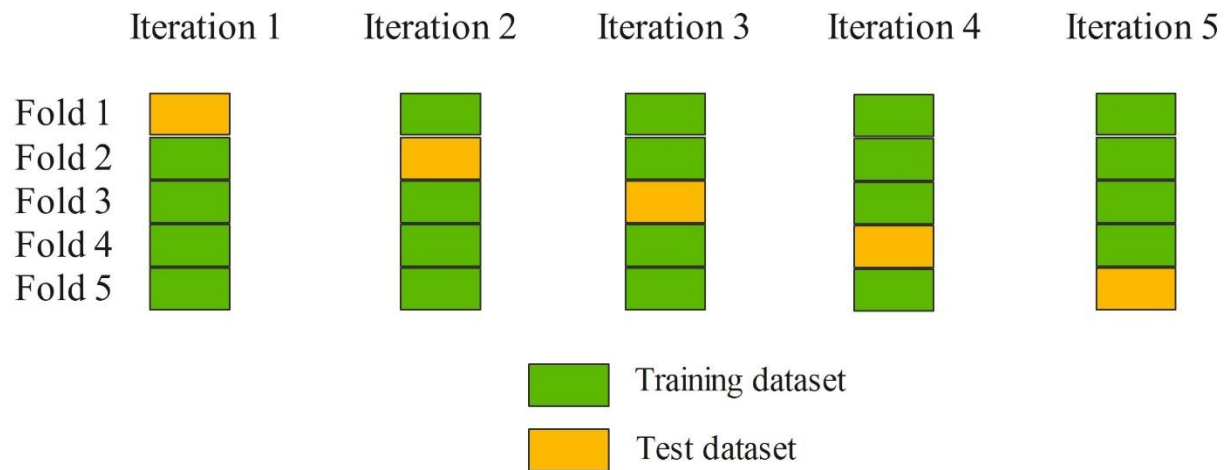 Iteration 1 Iteration 2 Iteration 3 Iteration 4 Iteration 5
Fold 1
Fold 2
Fold 3
Fold 4
Fold 5
Training dataset
Test dataset